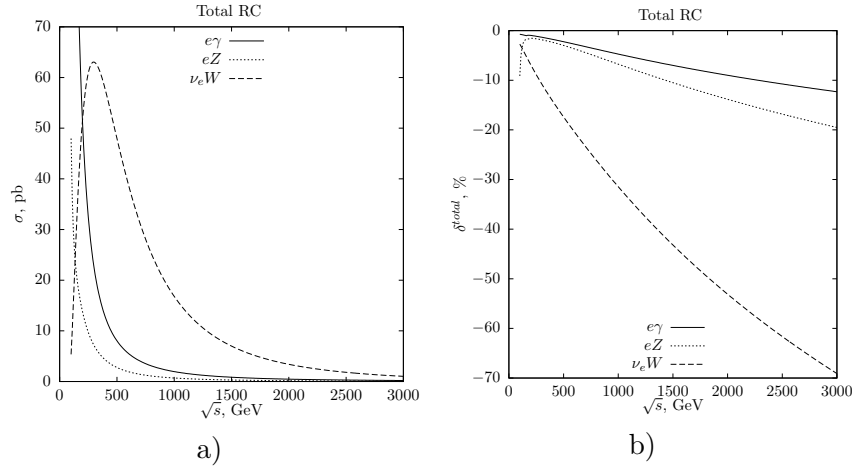 Total RC
70
60
50
40
30
20
10
0
σ, pb
eγ
eZ
ν_eW
0 500 1000 1500 2000 2500 3000
√s, GeV
a)
Total RC
0
−10
−20
−30
−40
−50
−60
−70
δ^{total}, %
eγ
eZ
ν_eW
0 500 1000 1500 2000 2500 3000
√s, GeV
b)